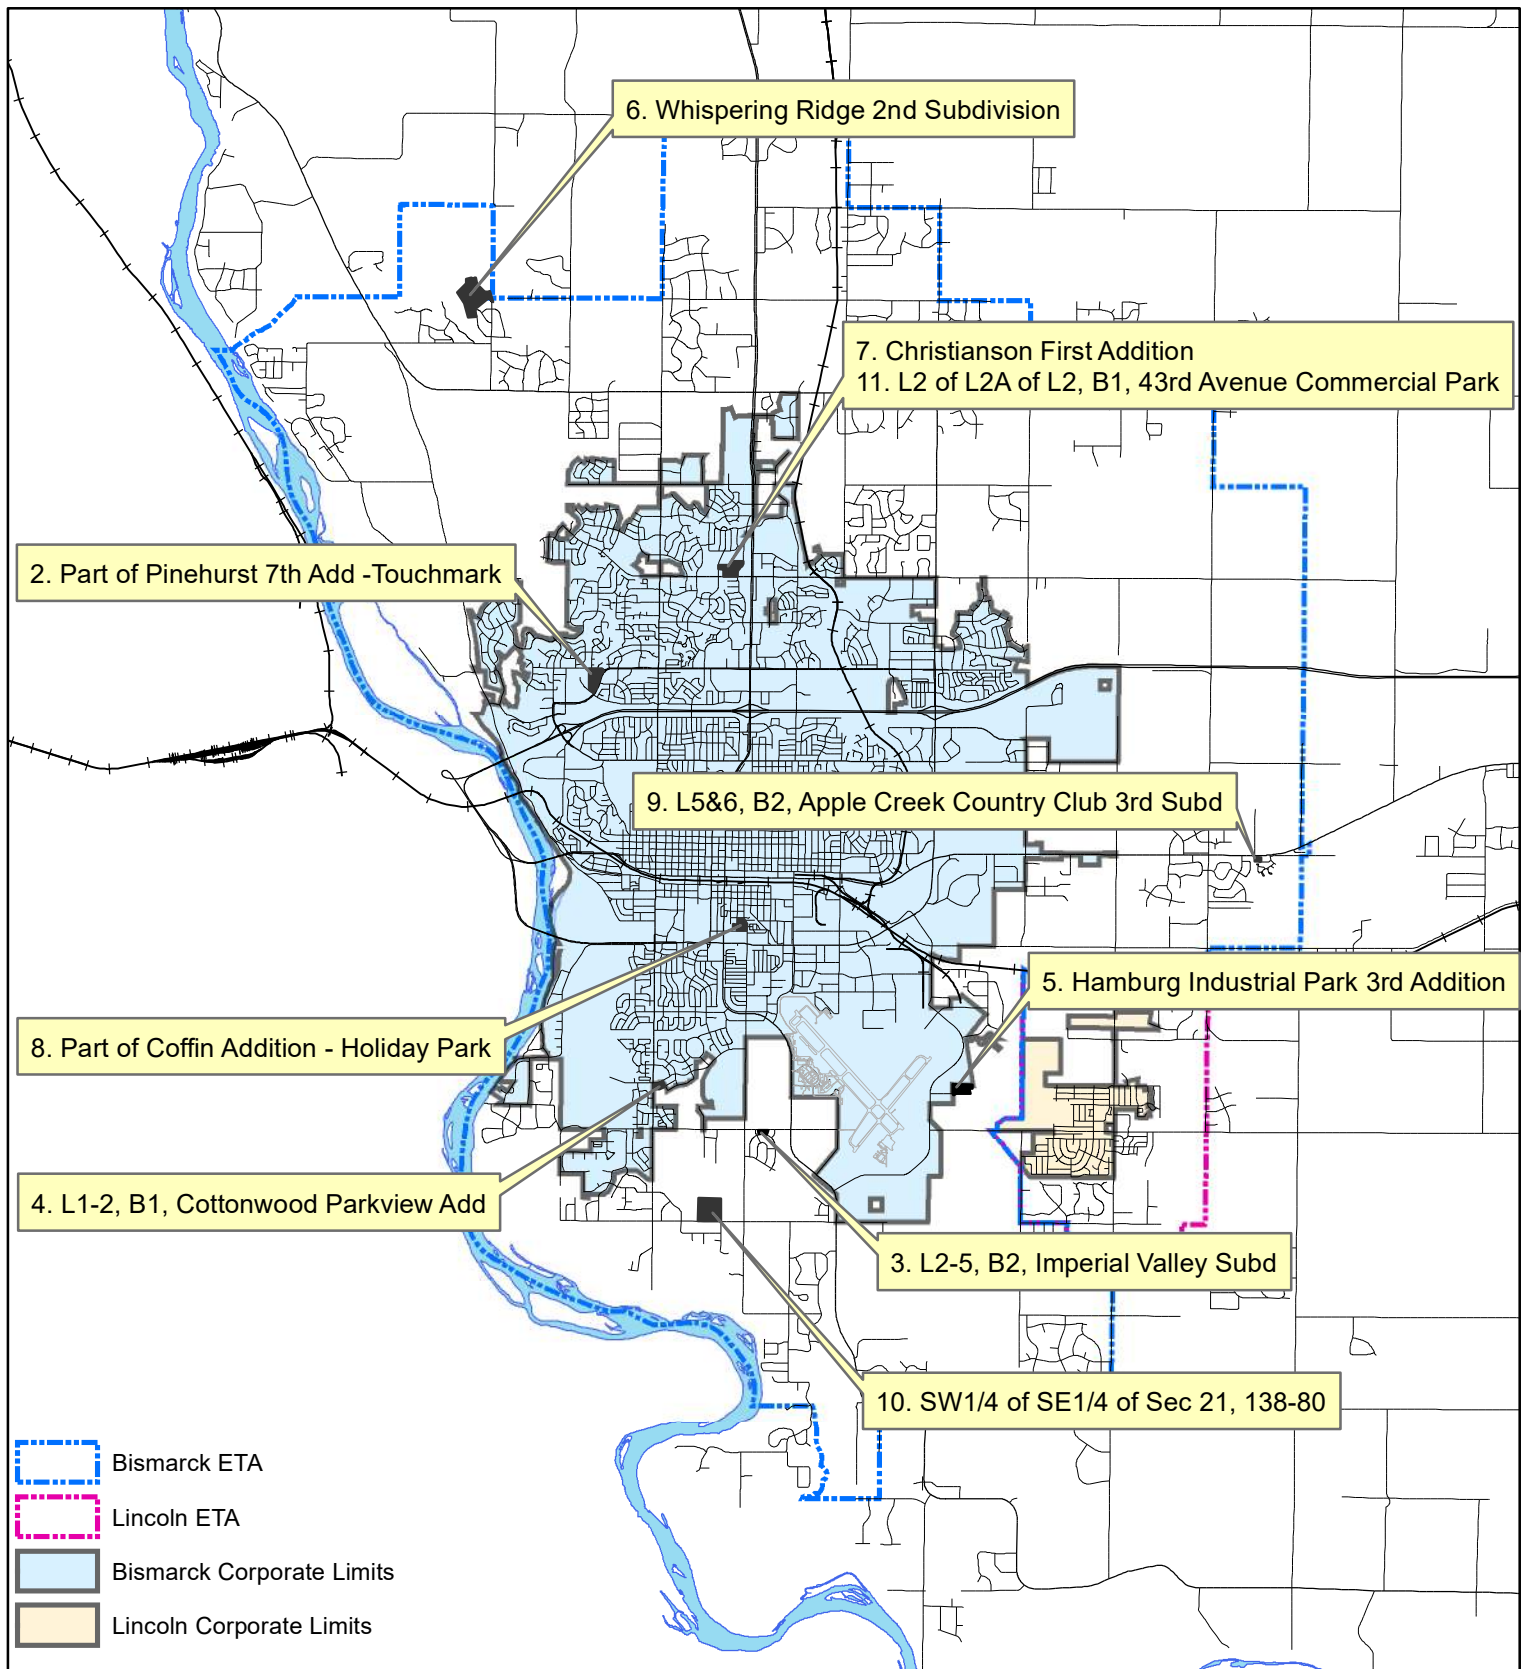 6. Whispering Ridge 2nd Subdivision
7. Christianson First Addition
11. L2 of L2A of L2, B1, 43rd Avenue Commercial Park
2. Part of Pinehurst 7th Add -Touchmark
9. L5&6, B2, Apple Creek Country Club 3rd Subd
5. Hamburg Industrial Park 3rd Addition
8. Part of Coffin Addition - Holiday Park
4. L1-2, B1, Cottonwood Parkview Add
3. L2-5, B2, Imperial Valley Subd
10. SW1/4 of SE1/4 of Sec 21, 138-80
Bismarck ETA
Lincoln ETA
Bismarck Corporate Limits
Lincoln Corporate Limits